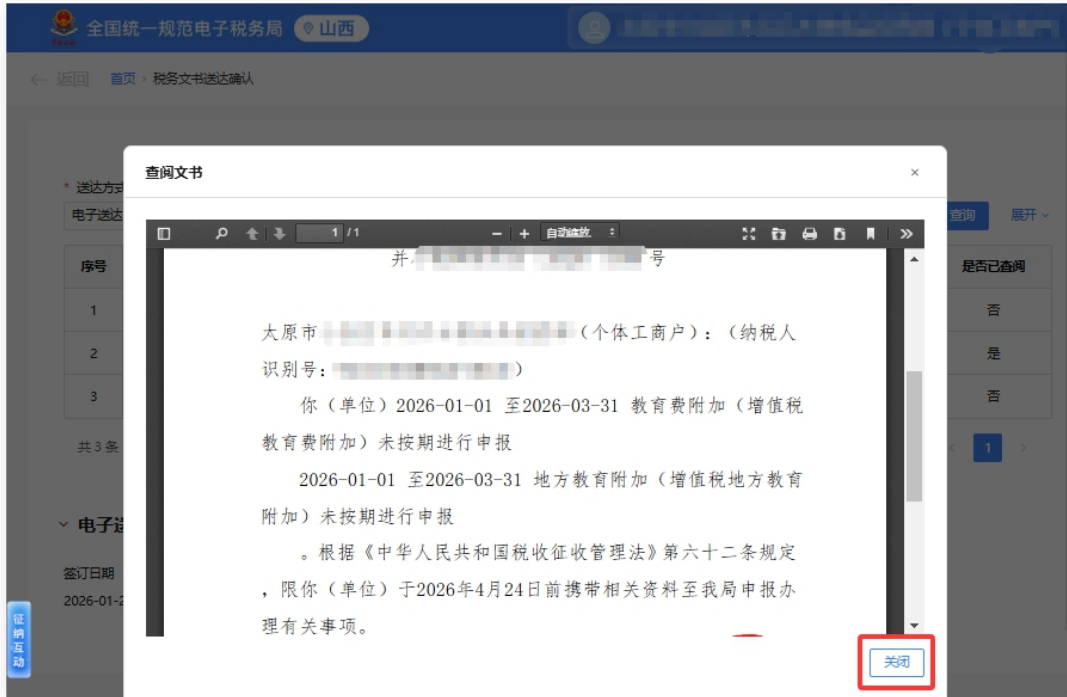 全国统一规范电子税务局 山西
返回 首页 › 税务文书送达确认
查阅文书 ×
* 送达方式
电子送达 查询 展开
1 /1 − + 自动缩放
序号 是否已查阅
1 否
2 是
3 否
共3条 ‹ 1 ›
并 号
太原市 (个体工商户):(纳税人
识别号: )
你(单位)2026-01-01 至2026-03-31 教育费附加(增值税
教育费附加)未按期进行申报
2026-01-01 至2026-03-31 地方教育附加(增值税地方教育
附加)未按期进行申报
。根据《中华人民共和国税收征收管理法》第六十二条规定
,限你(单位)于2026年4月24日前携带相关资料至我局申报办
理有关事项。
电子送
签订日期
2026-01-2
征纳互动
关闭